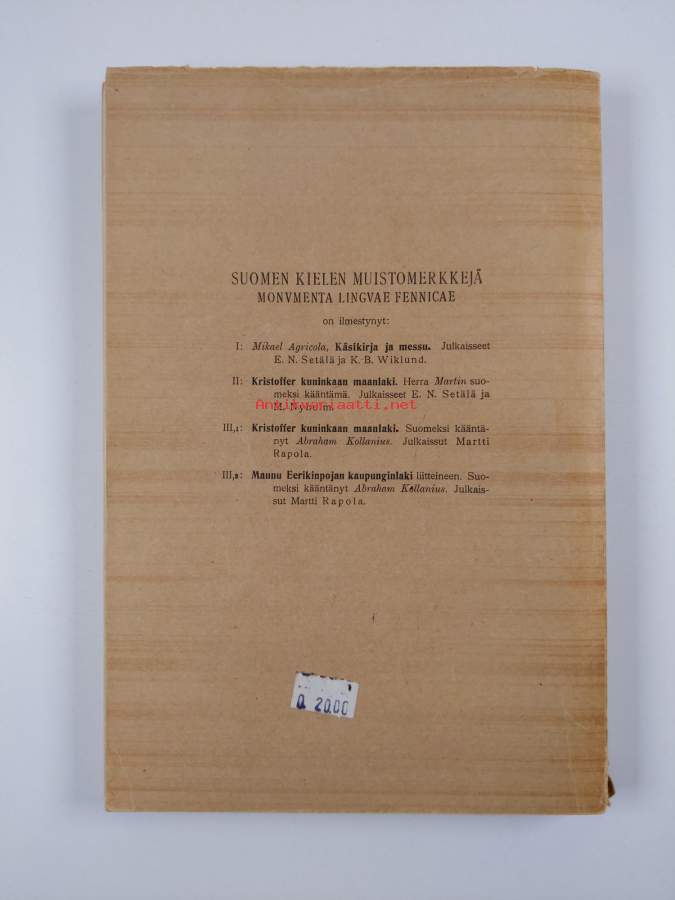 SUOMEN KIELEN MUISTOMERKKEJÄ
MONVMENTA LINGVAE FENNICAE
on ilmestynyt:
I: Mikael Agricola, Käsikirja ja messu. Julkaisseet
E. N. Setälä ja K. B. Wiklund.
II: Kristoffer kuninkaan maanlaki. Herra Martin suo-
meksi kääntämä. Julkaisseet E. N. Setälä ja
M. Nyholm.
Antikvariaatti.net
III,1: Kristoffer kuninkaan maanlaki. Suomeksi kääntä-
nyt Abraham Kollanius. Julkaissut Martti
Rapola.
III,2: Maunu Eerikinpojan kaupunginlaki liitteineen. Suo-
meksi kääntänyt Abraham Kollanius. Julkais-
sut Martti Rapola.
0. 20.00